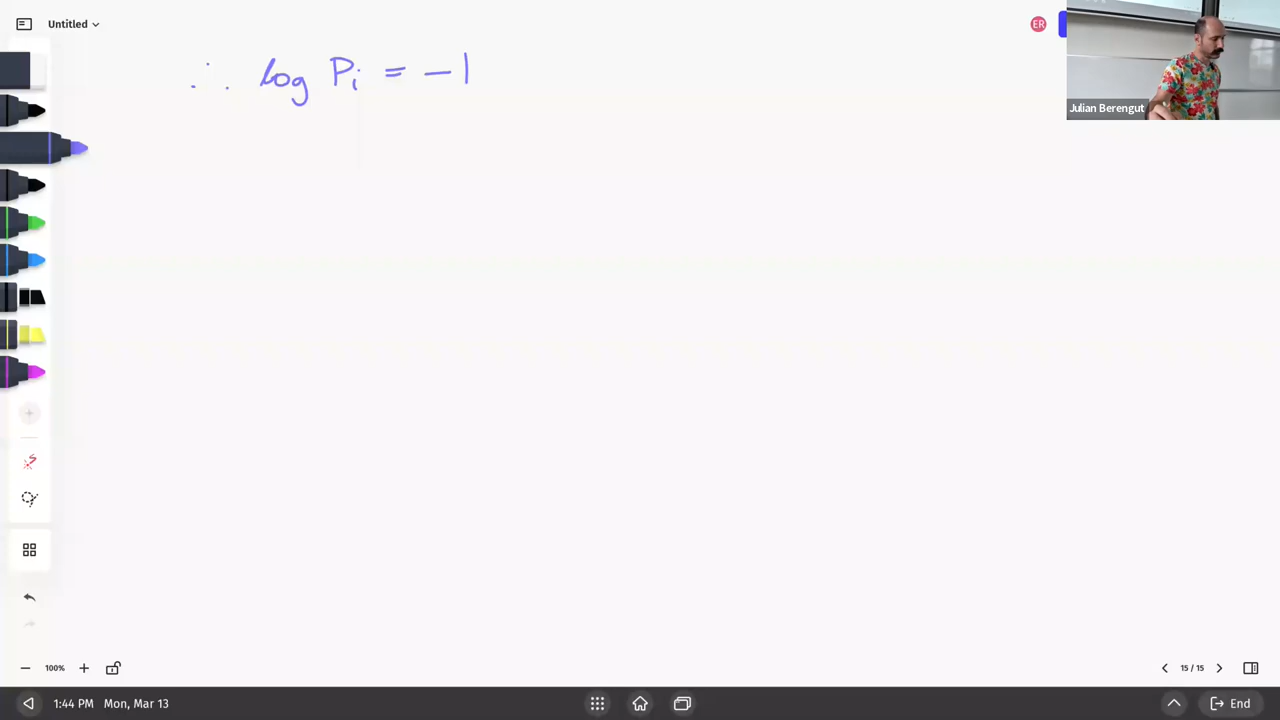 Untitled
ER
∴ log Pi = −1
Julian Berengut
100%
15 / 15
1:44 PM Mon, Mar 13
End